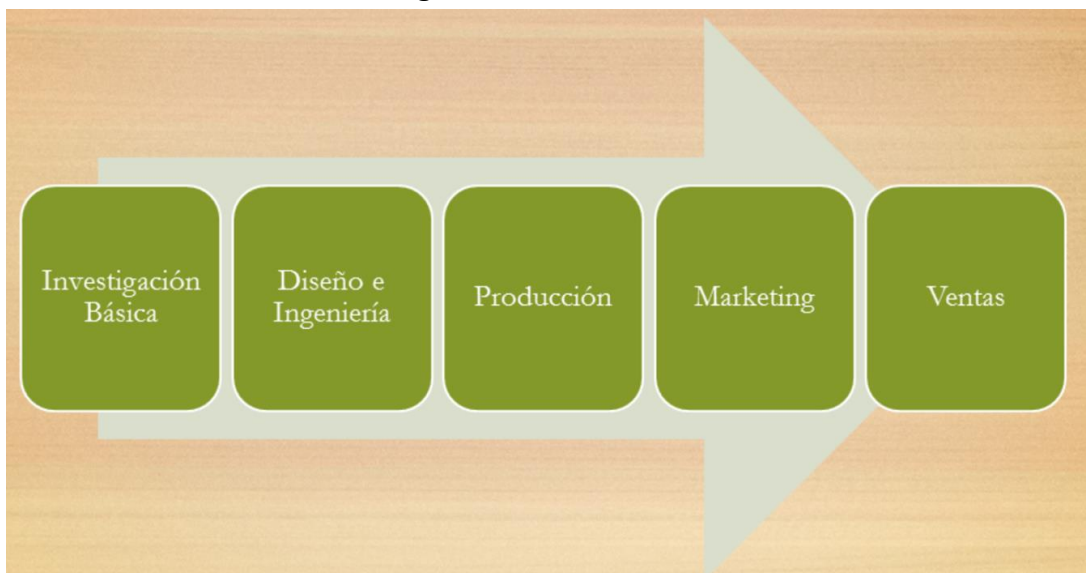 Investigación
Básica
Diseño e
Ingeniería
Producción
Marketing
Ventas